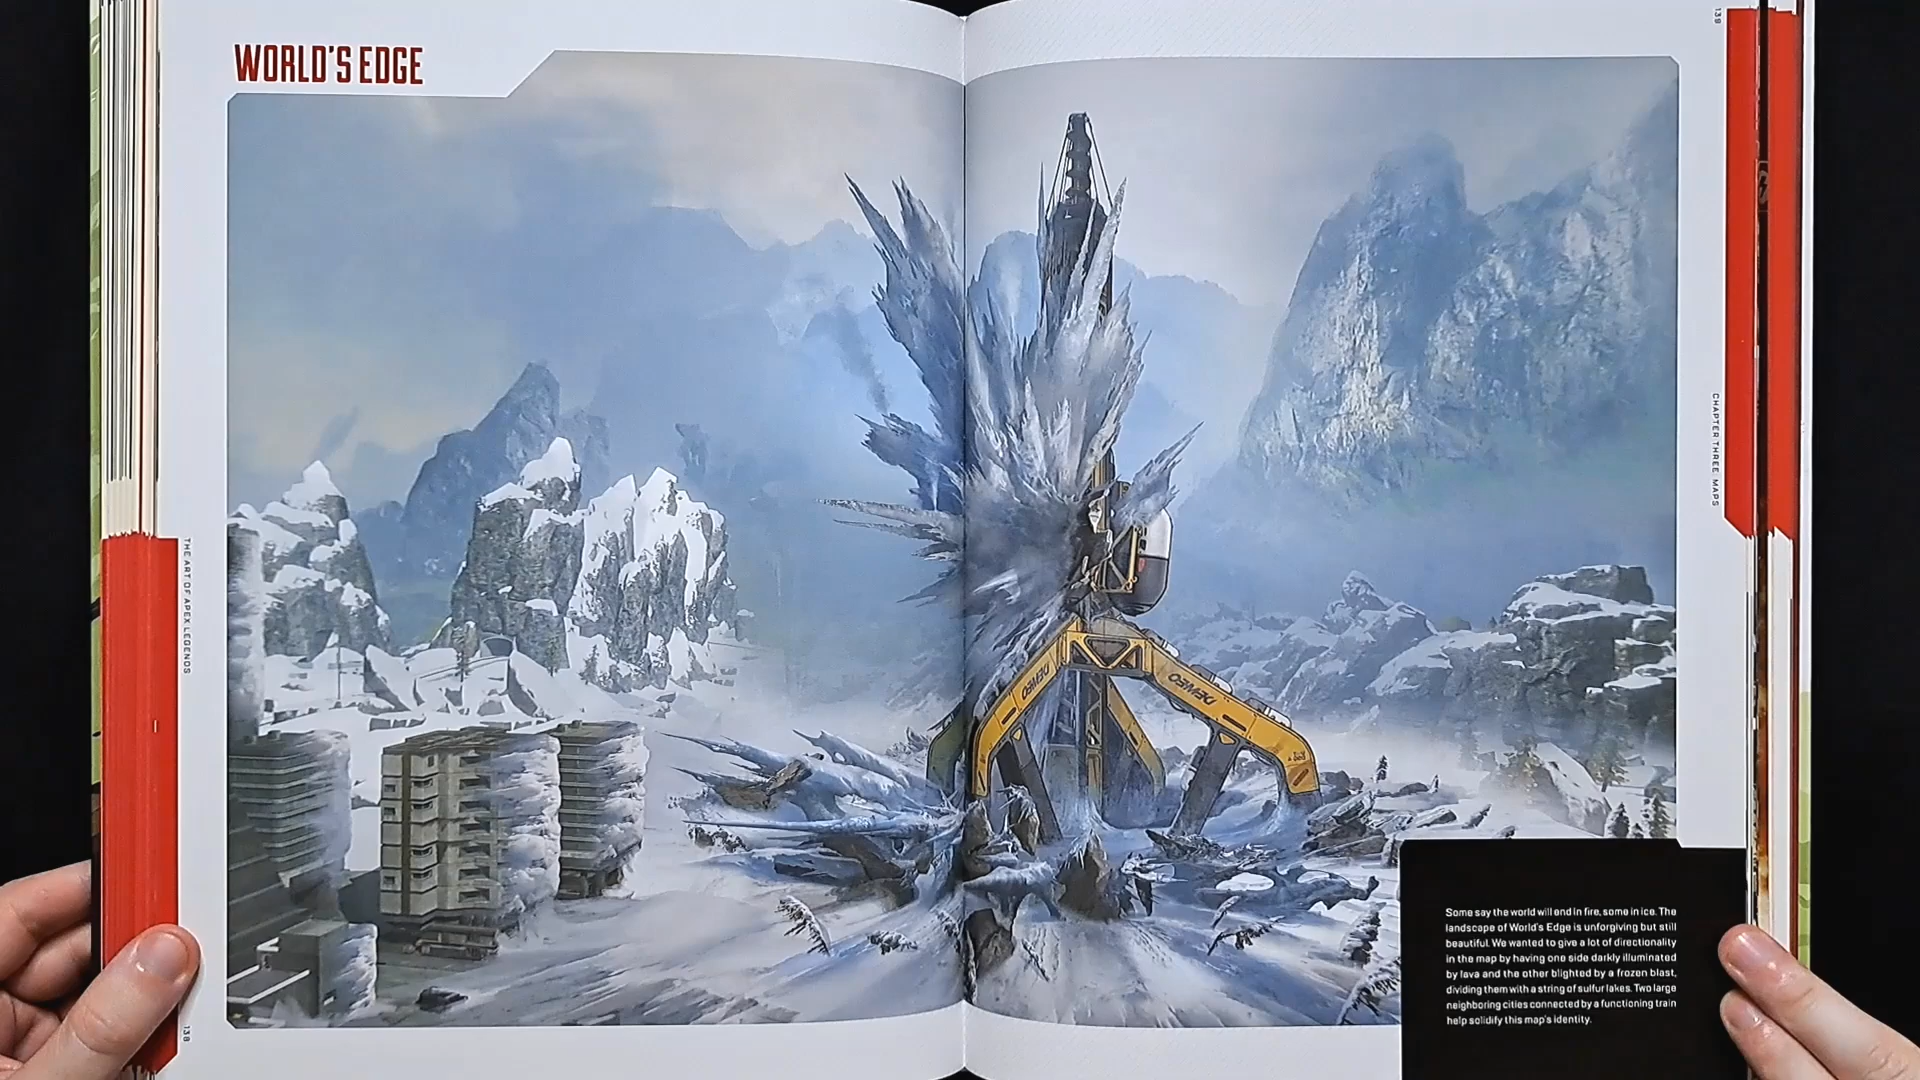 WORLD'S EDGE
THE ART OF APEX LEGENDS
138
139
CHAPTER THREE MAPS
Some say the world will end in fire, some in ice. The
landscape of World's Edge is unforgiving but still
beautiful. We wanted to give a lot of directionality
in the map by having one side darkly illuminated
by lava and the other blighted by a frozen blast,
dividing them with a string of sulfur lakes. Two large
neighboring cities connected by a functioning train
help solidify this map's identity.